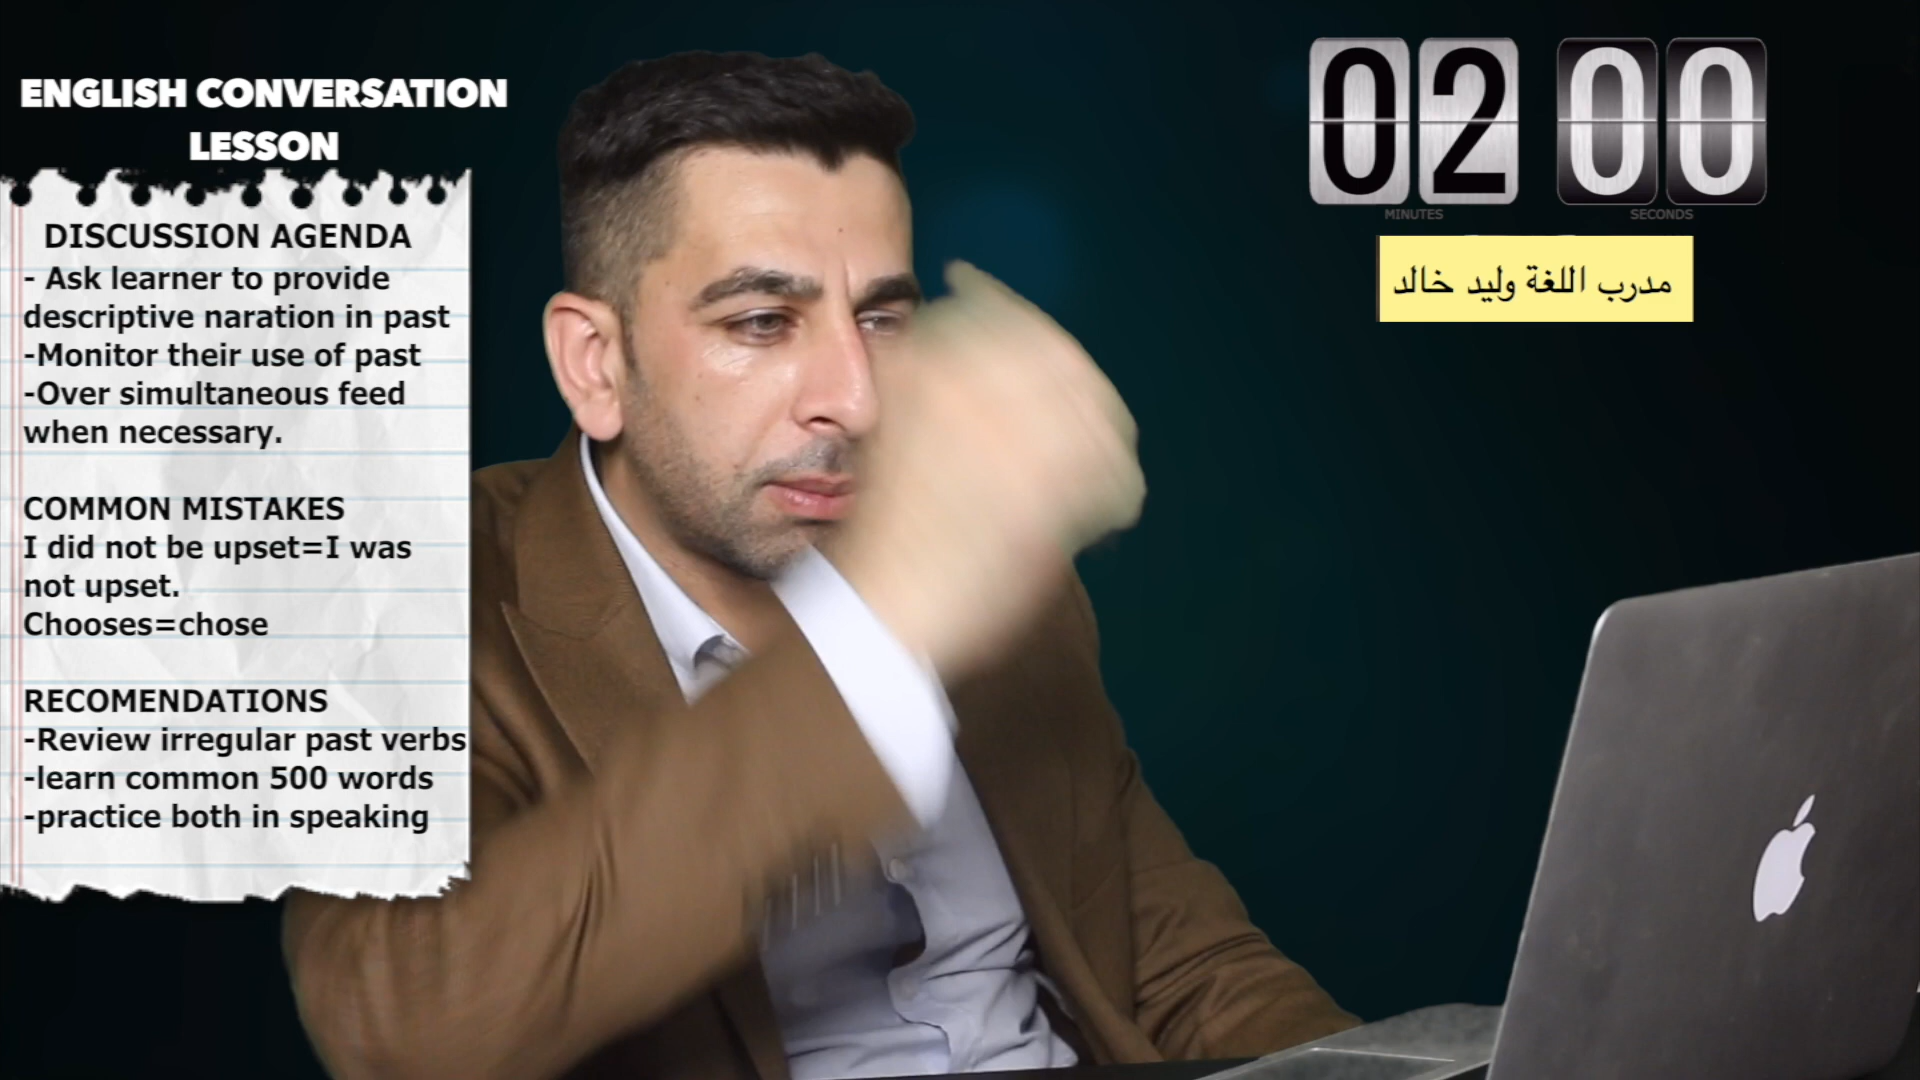 ENGLISH CONVERSATION
LESSON
DISCUSSION AGENDA
- Ask learner to provide
descriptive naration in past
-Monitor their use of past
-Over simultaneous feed
when necessary.
COMMON MISTAKES
I did not be upset=I was
not upset.
Chooses=chose
RECOMENDATIONS
-Review irregular past verbs
-learn common 500 words
-practice both in speaking
02 00
MINUTES SECONDS
مدرب اللغة وليد خالد